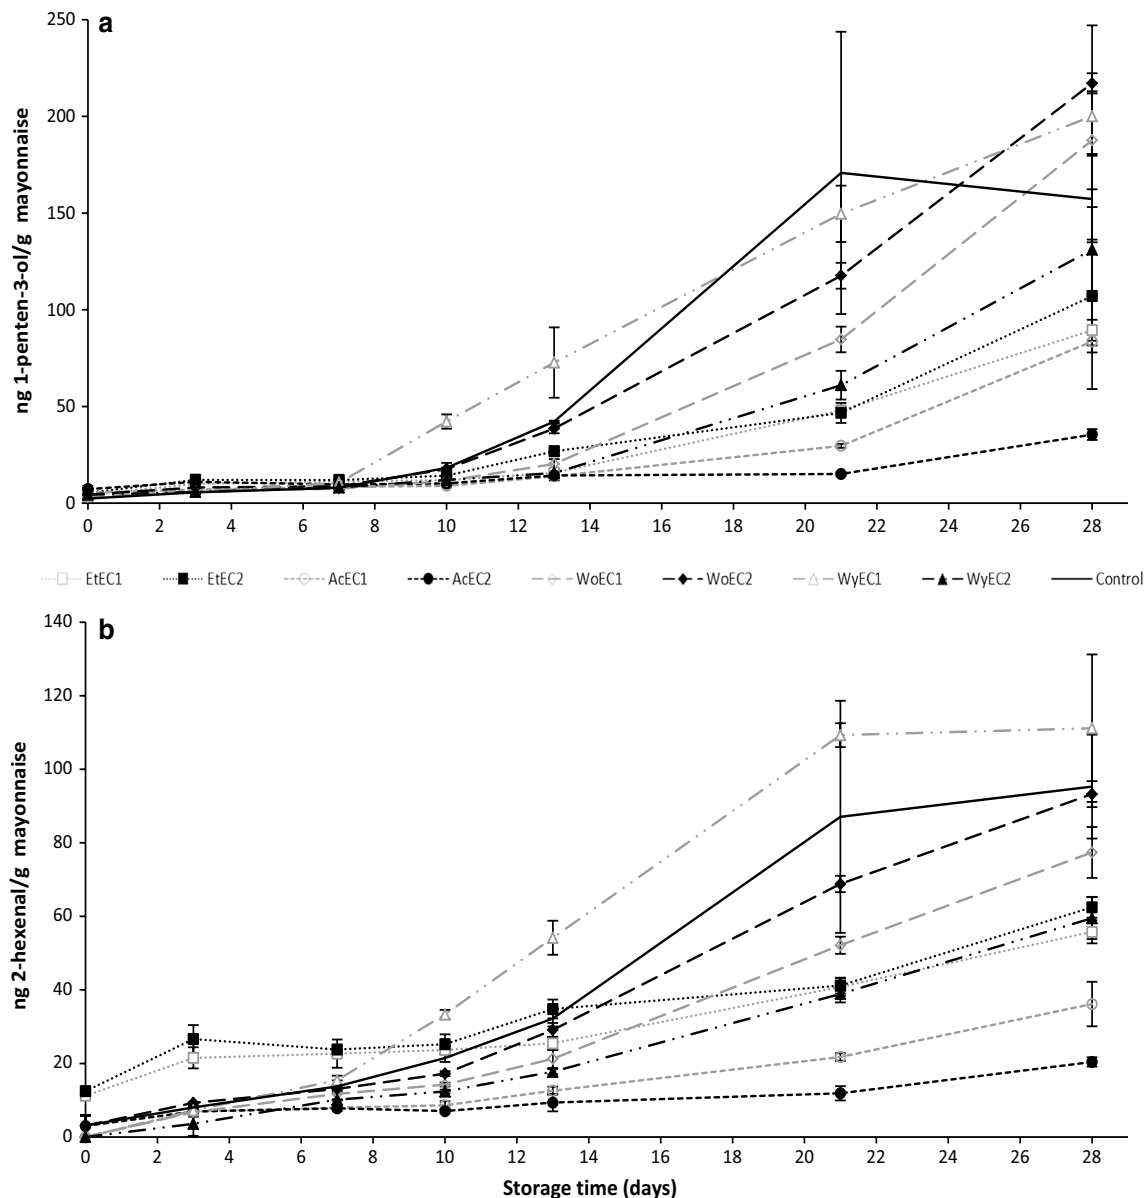 a
250
200
150
100
50
0
ng 1-penten-3-ol/g mayonnaise
0 2 4 6 8 10 12 14 16 18 20 22 24 26 28
EtEC1 EtEC2 AcEC1 AcEC2 WoEC1 WoEC2 WyEC1 WyEC2 Control
b
140
120
100
80
60
40
20
0
ng 2-hexenal/g mayonnaise
0 2 4 6 8 10 12 14 16 18 20 22 24 26 28
Storage time (days)